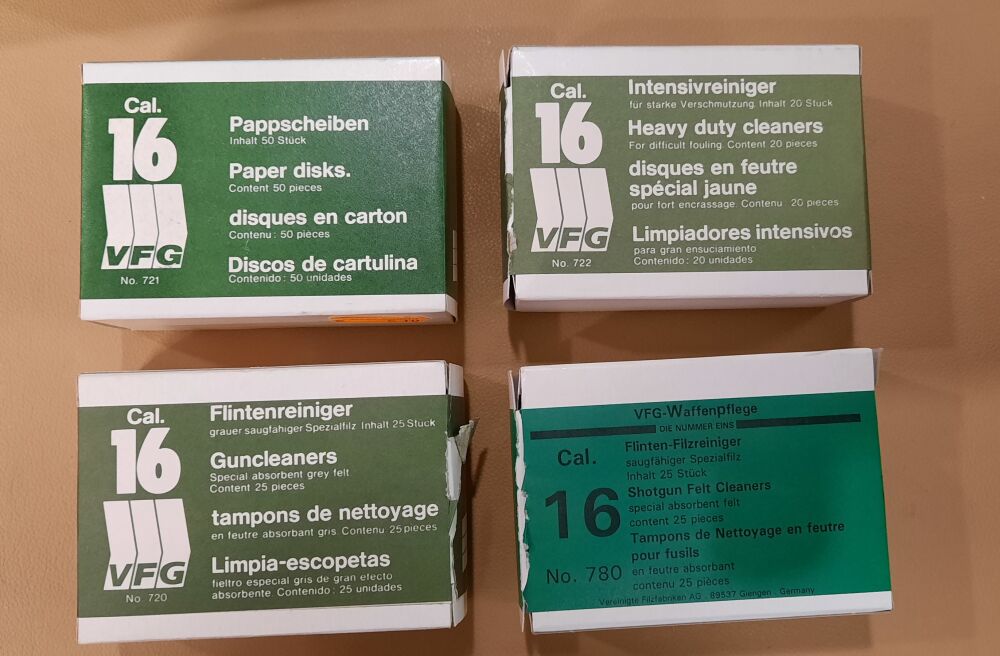 Cal.
16
VFG
No. 721
Pappscheiben
Inhalt 50 Stück
Paper disks.
Content 50 pieces
disques en carton
Contenu: 50 pièces
Discos de cartulina
Contenido: 50 unidades
Cal.
16
VFG
No. 722
Intensivreiniger
für starke Verschmutzung. Inhalt 20 Stück
Heavy duty cleaners
For difficult fouling. Content 20 pieces
disques en feutre
spécial jaune
pour fort encrassage. Contenu 20 pièces
Limpiadores intensivos
para gran ensuciamiento
Contenido: 20 unidades
Cal.
16
VFG
No. 720
Flintenreiniger
grauer saugfähiger Spezialfilz Inhalt 25 Stück
Guncleaners
Special absorbent grey felt
Content 25 pieces
tampons de nettoyage
en feutre absorbant gris Contenu 25 pièces
Limpia-escopetas
fieltro especial gris de gran efecto
absorbente. Contenido: 25 unidades
VFG-Waffenpflege
DIE NUMMER EINS
Cal.
16
No. 780
Flinten-Filzreiniger
saugfähiger Spezialfilz
Inhalt 25 Stück
Shotgun Felt Cleaners
special absorbent felt
content 25 pieces
Tampons de Nettoyage en feutre
pour fusils
en feutre absorbant
contenu 25 pièces
Vereinigte Filzfabriken AG . 89537 Giengen . Germany